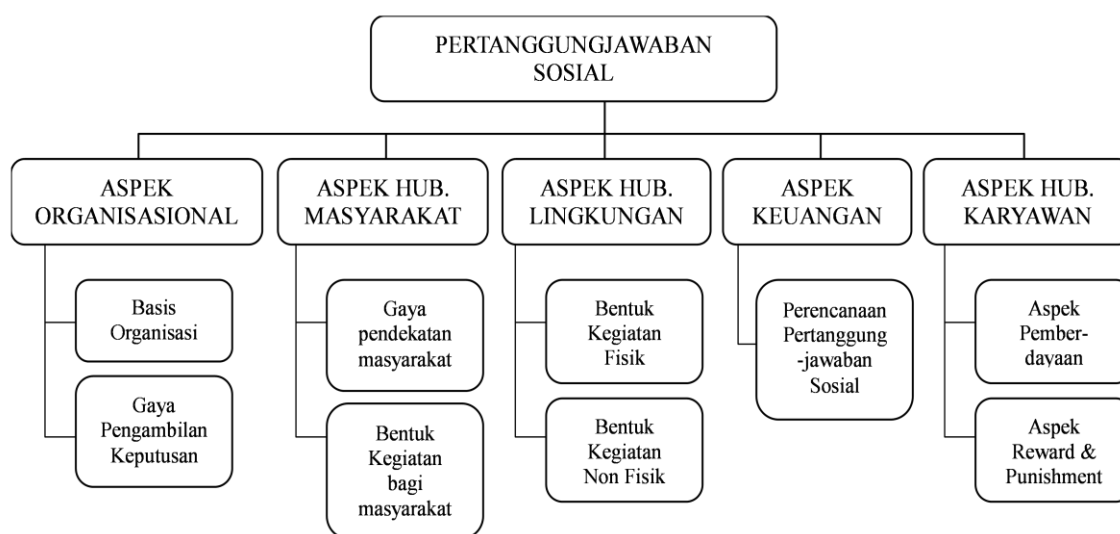 PERTANGGUNGJAWABAN
SOSIAL
ASPEK
ORGANISASIONAL
ASPEK HUB.
MASYARAKAT
ASPEK HUB.
LINGKUNGAN
ASPEK
KEUANGAN
ASPEK HUB.
KARYAWAN
Basis
Organisasi
Gaya
Pengambilan
Keputusan
Gaya
pendekatan
masyarakat
Bentuk
Kegiatan
bagi
masyarakat
Bentuk
Kegiatan
Fisik
Bentuk
Kegiatan
Non Fisik
Perencanaan
Pertanggung
-jawaban
Sosial
Aspek
Pember-
dayaan
Aspek
Reward &
Punishment